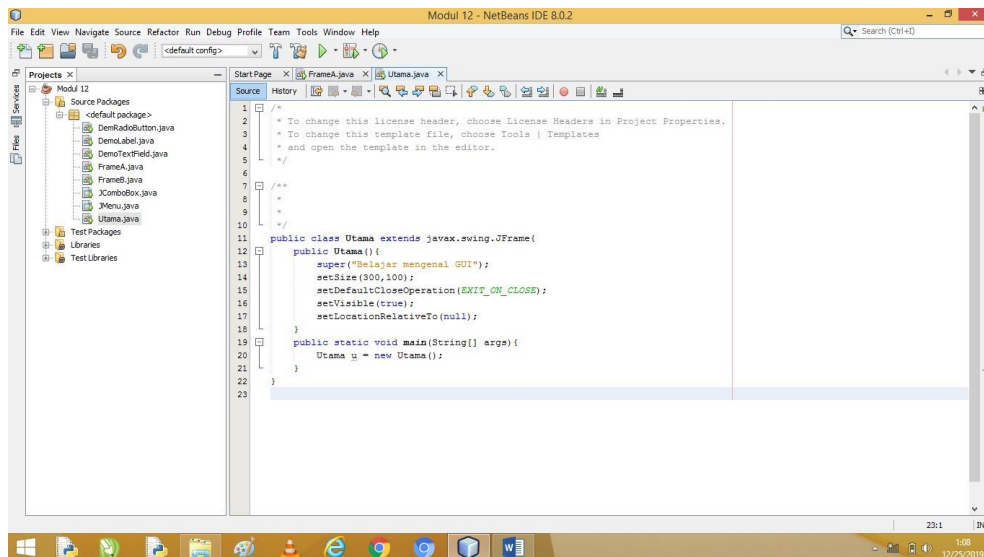 Modul 12 - NetBeans IDE 8.0.2
File Edit View Navigate Source Refactor Run Debug Profile Team Tools Window Help
Search (Ctrl+I)
<default config>
Projects
Services
Files
Modul 12
Source Packages
<default package>
DemRadioButton.java
DemoLabel.java
DemoTextField.java
FrameA.java
FrameB.java
JComboBox.java
JMenu.java
Utama.java
Test Packages
Libraries
Test Libraries
Start Page FrameA.java Utama.java
Source History
1 /*
2 * To change this license header, choose License Headers in Project Properties.
3 * To change this template file, choose Tools | Templates
4 * and open the template in the editor.
5 */
6
7 /**
8 *
9 *
10 */
11 public class Utama extends javax.swing.JFrame{
12 public Utama(){
13 super("Belajar mengenal GUI");
14 setSize(300,100);
15 setDefaultCloseOperation(EXIT_ON_CLOSE);
16 setVisible(true);
17 setLocationRelativeTo(null);
18 }
19 public static void main(String[] args){
20 Utama u = new Utama();
21 }
22 }
23
23:1 IN
1:08
12/25/2019